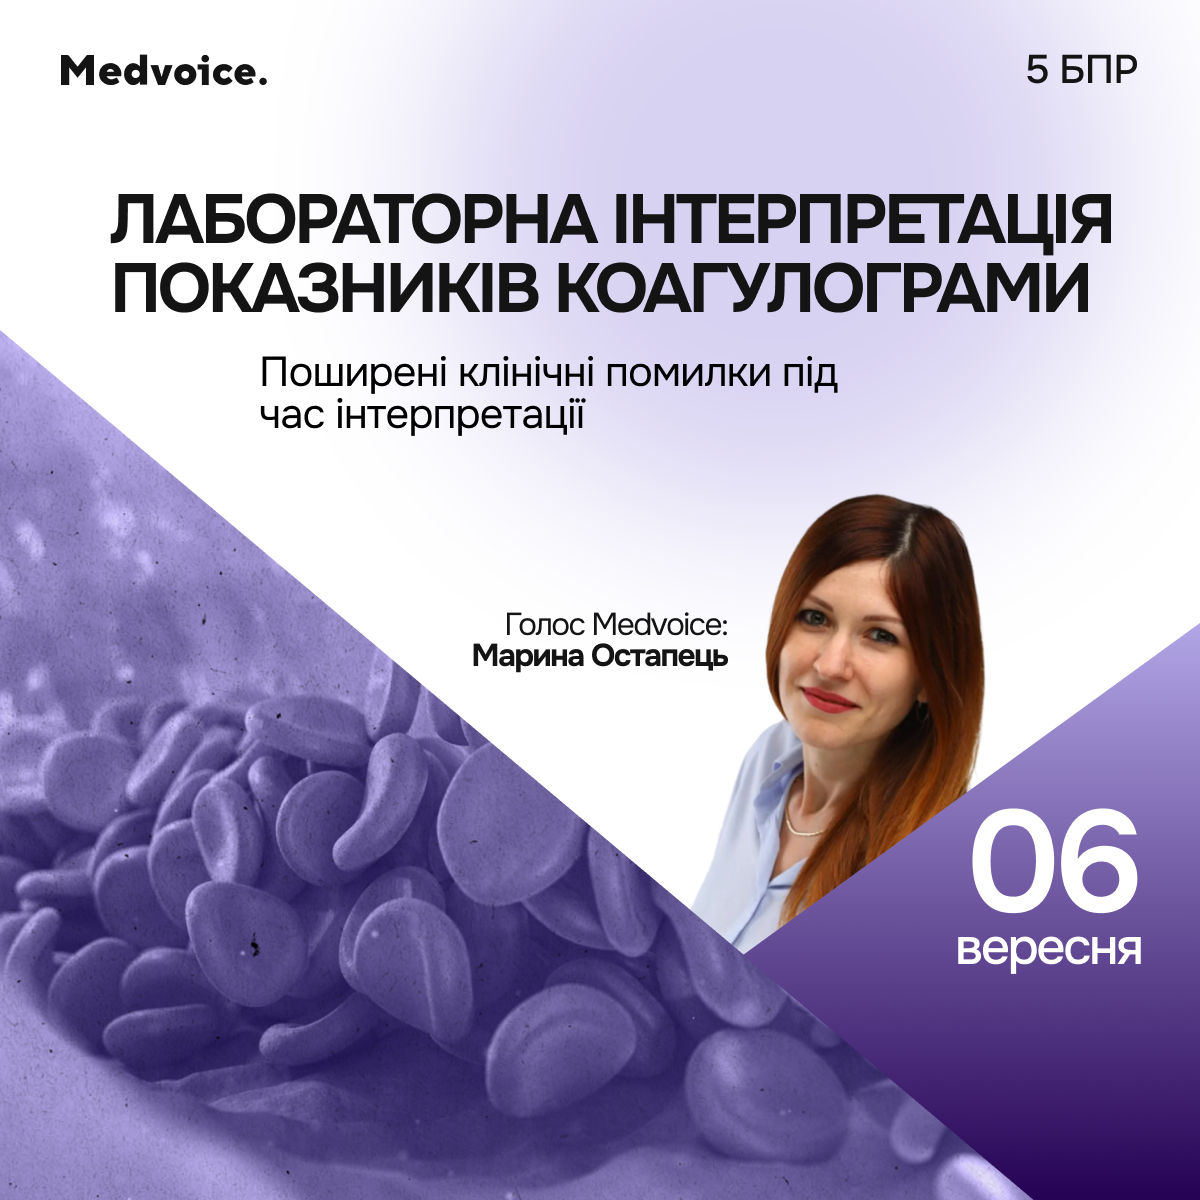 Medvoice.
5 БПР
ЛАБОРАТОРНА ІНТЕРПРЕТАЦІЯ
ПОКАЗНИКІВ КОАГУЛОГРАМИ
Поширені клінічні помилки під
час інтерпретації
Голос Medvoice:
Марина Остапець
06
вересня